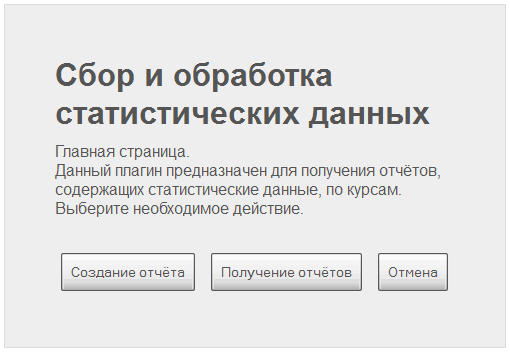 Сбор и обработка
статистических данных
Главная страница.
Данный плагин предназначен для получения отчётов,
содержащих статистические данные, по курсам.
Выберите необходимое действие.
Создание отчёта Получение отчётов Отмена